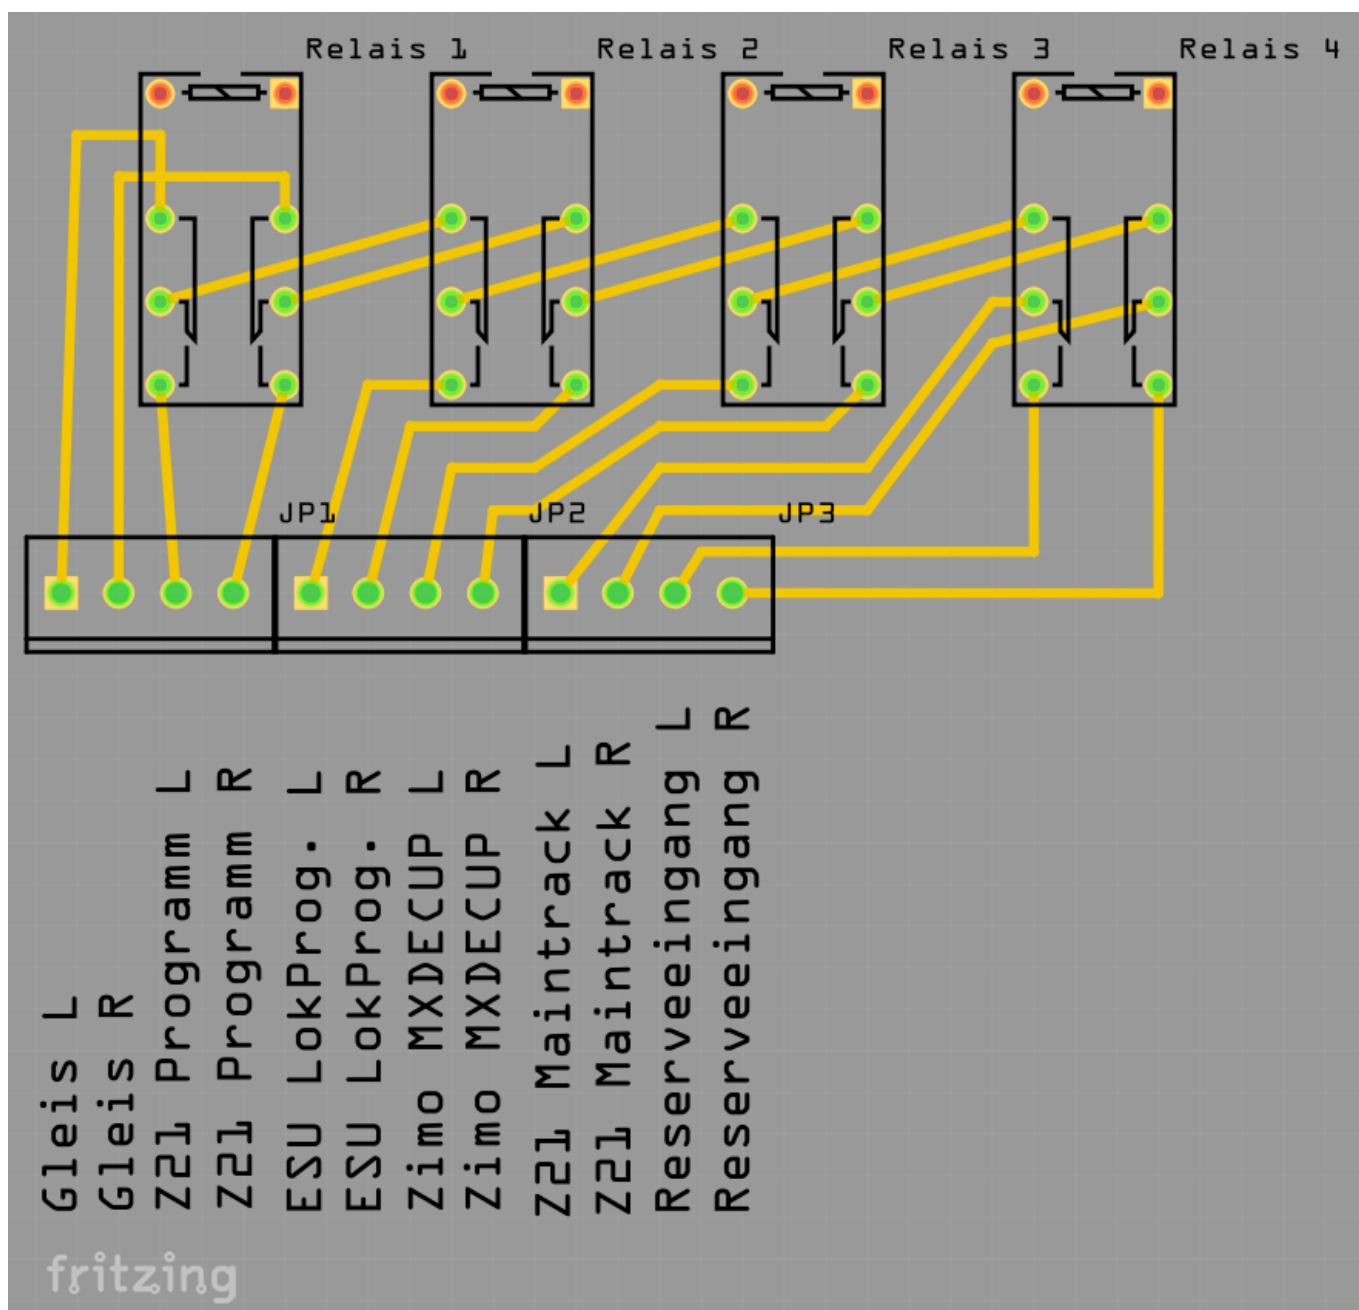 Relais 1
Relais 2
Relais 3
Relais 4
JP1
JP2
JP3
Gleis L
Gleis R
Z21 Programm L
Z21 Programm R
ESU LokProg. L
ESU LokProg. R
Zimo MXDECUP L
Zimo MXDECUP R
Z21 Maintrack L
Z21 Maintrack R
Reserveeingang L
Reserveeingang R
fritzing